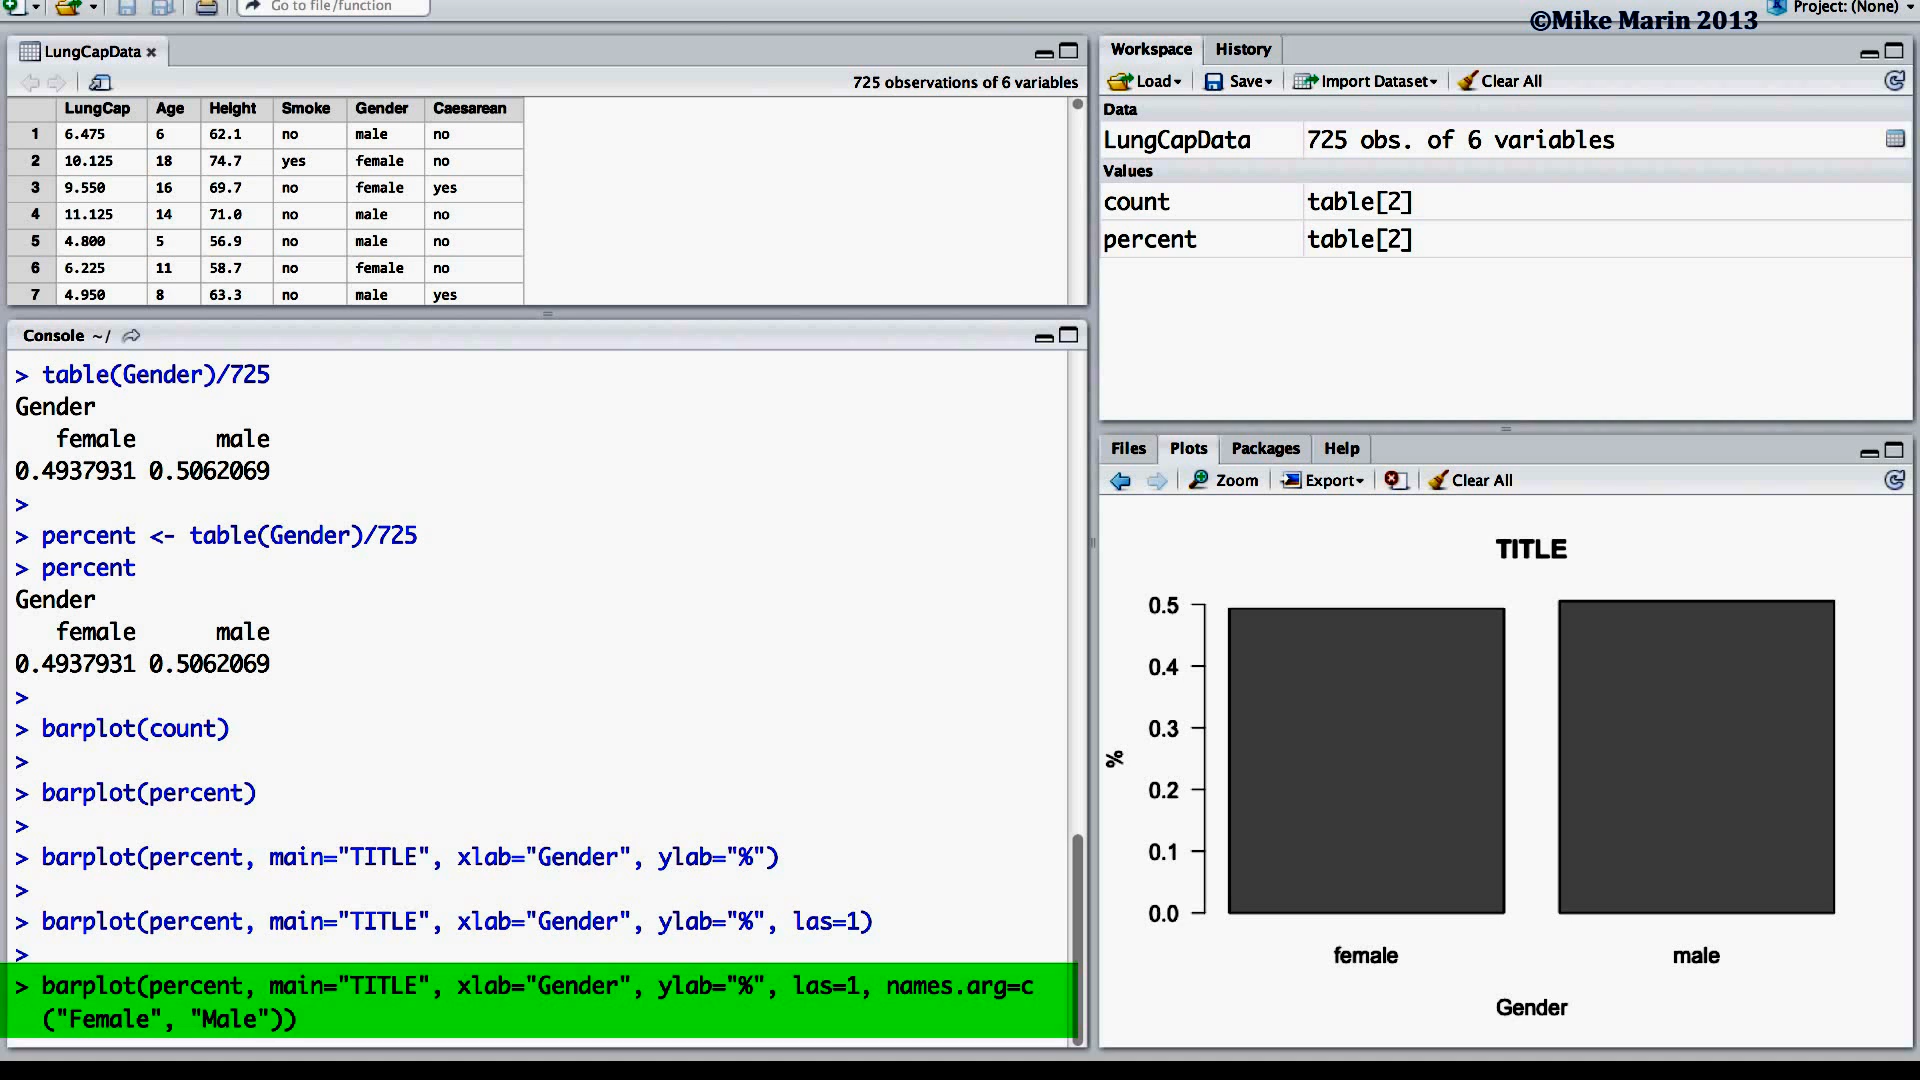 Go to file/function
Project: (None)
©Mike Marin 2013
LungCapData
725 observations of 6 variables
LungCap Age Height Smoke Gender Caesarean
1 6.475 6 62.1 no male no
2 10.125 18 74.7 yes female no
3 9.550 16 69.7 no female yes
4 11.125 14 71.0 no male no
5 4.800 5 56.9 no male no
6 6.225 11 58.7 no female no
7 4.950 8 63.3 no male yes
Console ~/
> table(Gender)/725
Gender
female male
0.4937931 0.5062069
>
> percent <- table(Gender)/725
> percent
Gender
female male
0.4937931 0.5062069
>
> barplot(count)
>
> barplot(percent)
>
> barplot(percent, main="TITLE", xlab="Gender", ylab="%")
>
> barplot(percent, main="TITLE", xlab="Gender", ylab="%", las=1)
>
> barplot(percent, main="TITLE", xlab="Gender", ylab="%", las=1, names.arg=c
("Female", "Male"))
Workspace History
Load Save Import Dataset Clear All
Data
LungCapData 725 obs. of 6 variables
Values
count table[2]
percent table[2]
Files Plots Packages Help
Zoom Export Clear All
TITLE
0.5
0.4
0.3
%
0.2
0.1
0.0
female male
Gender